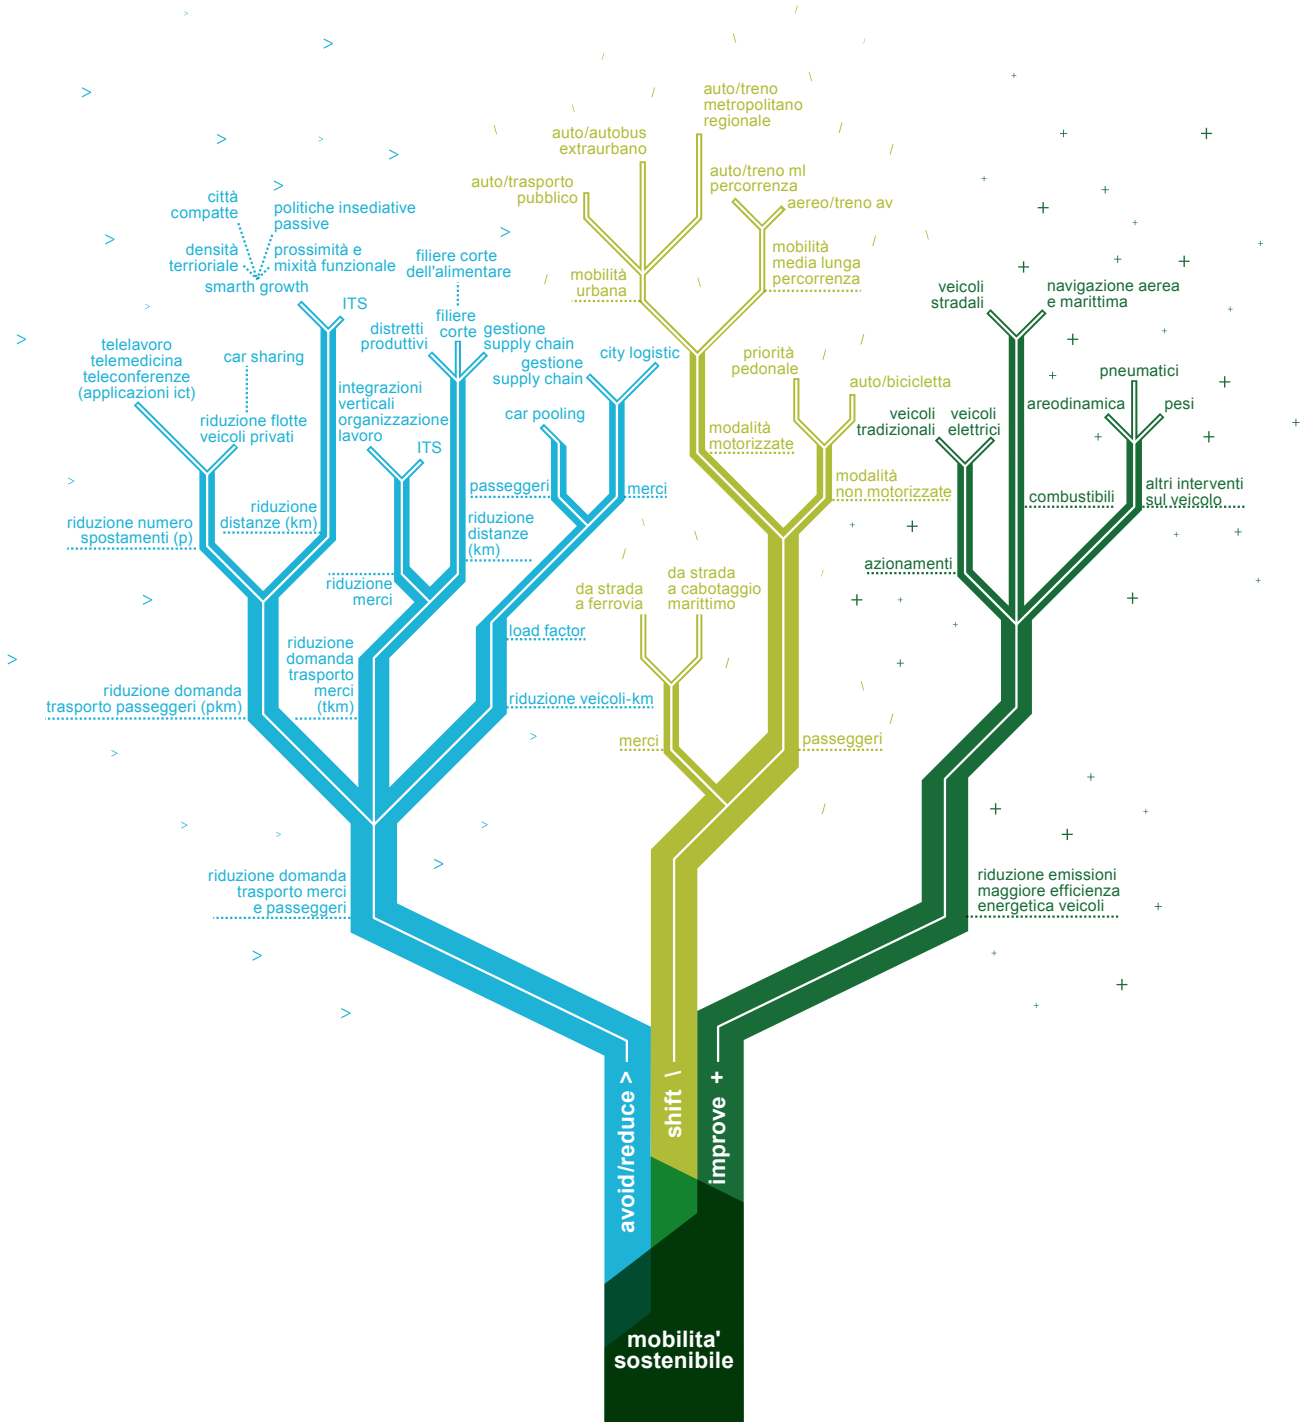 auto/treno
metropolitano
regionale
auto/autobus
extraurbano
auto/trasporto
pubblico
auto/treno ml
percorrenza
aereo/treno av
mobilità
urbana
mobilità
media lunga
percorrenza
città
compatte
politiche insediative
passive
densità
terrioriale
prossimità e
mixità funzionale
smarth growth
ITS
filiere corte
dell'alimentare
telelavoro
telemedicina
teleconferenze
(applicazioni ict)
car sharing
riduzione flotte
veicoli privati
distretti
produttivi
filiere
corte
gestione
supply chain
integrazioni
verticali
organizzazione
lavoro
ITS
gestione
supply chain
city logistic
car pooling
passeggeri
merci
riduzione
distanze (km)
riduzione numero
spostamenti (p)
riduzione
distanze
(km)
riduzione
merci
load factor
riduzione
domanda
trasporto
merci
(tkm)
riduzione domanda
trasporto passeggeri (pkm)
riduzione veicoli-km
riduzione domanda
trasporto merci
e passeggeri
priorità
pedonale
auto/bicicletta
modalità
motorizzate
modalità
non motorizzate
da strada
a ferrovia
da strada
a cabotaggio
marittimo
merci
passeggeri
veicoli
stradali
navigazione aerea
e marittima
pneumatici
areodinamica
pesi
veicoli
tradizionali
veicoli
elettrici
combustibili
altri interventi
sul veicolo
azionamenti
riduzione emissioni
maggiore efficienza
energetica veicoli
avoid/reduce >
shift \
improve +
mobilita'
sostenibile